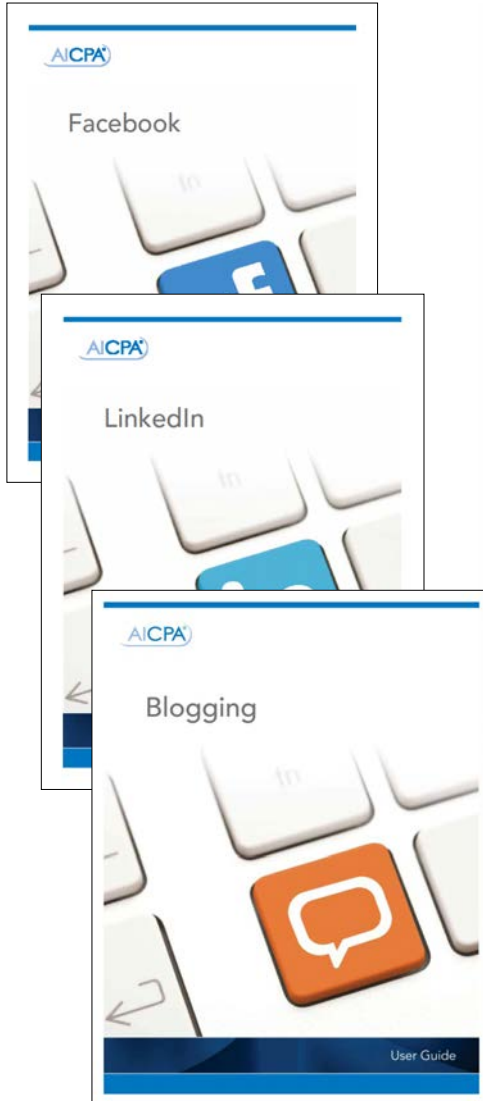 AICPA
Facebook
In
AICPA
LinkedIn
In
AICPA
Blogging
In
User Guide